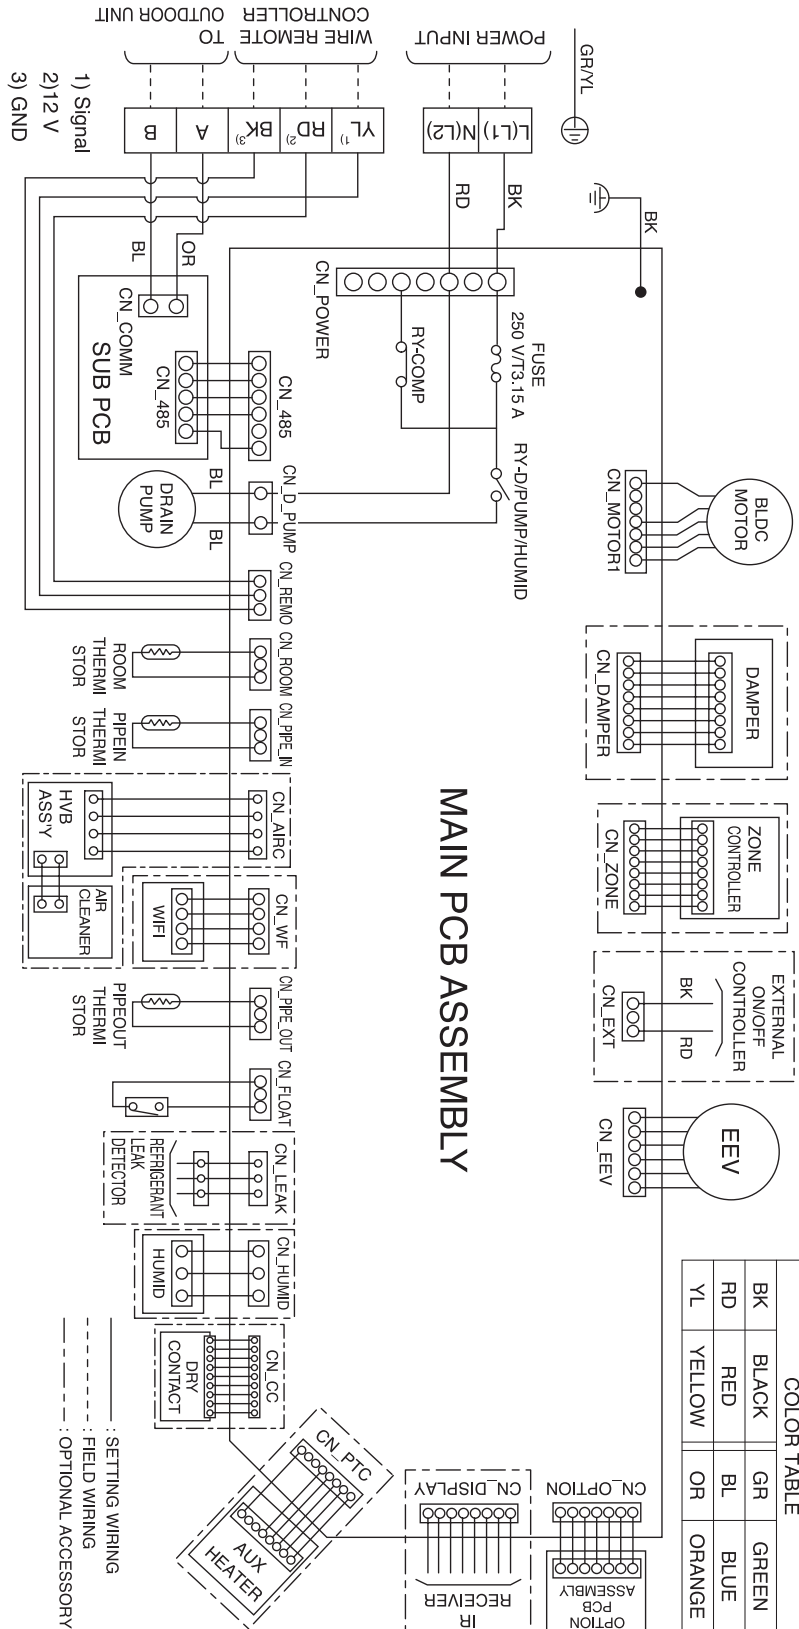 MAIN PCB ASSEMBLY
GR/YL
POWER INPUT
WIRE REMOTE
CONTROLLER
TO
OUTDOOR UNIT
L(L1)
N(L2)
YL 1)
RD 2)
BK 3)
A
B
1) Signal
2)12 V
3) GND
BK
BK
RD
OR
BL
CN_POWER
FUSE
250 V/T3.15 A
RY-COMP
RY-D/PUMP/HUMID
CN_COMM
SUB PCB
CN_485
CN_485
CN_D_PUMP
BL
BL
DRAIN
PUMP
CN_REMO
CN_ROOM
ROOM
THERMI
STOR
CN_PIPE_IN
PIPEIN
THERMI
STOR
CN_AIRC
HVB
ASS'Y
AIR
CLEANER
CN_WF
WIFI
CN_PIPE_OUT
PIPEOUT
THERMI
STOR
CN_FLOAT
CN_LEAK
REFRIGERANT
LEAK
DETECTOR
CN_HUMID
HUMID
CN_CC
DRY
CONTACT
CN_PTC
AUX
HEATER
CN_DISPLAY
IR
RECEIVER
CN_OPTION
OPTION
PCB
ASSEMBLY
BLDC
MOTOR
CN_MOTOR1
DAMPER
CN_DAMPER
ZONE
CONTROLLER
CN_ZONE
EXTERNAL
ON/OFF
CONTROLLER
BK
RD
CN_EXT
EEV
CN_EEV
COLOR TABLE
BK BLACK GR GREEN
RD RED BL BLUE
YL YELLOW OR ORANGE
: SETTING WIRING
: FIELD WIRING
: OPTIONAL ACCESSORY